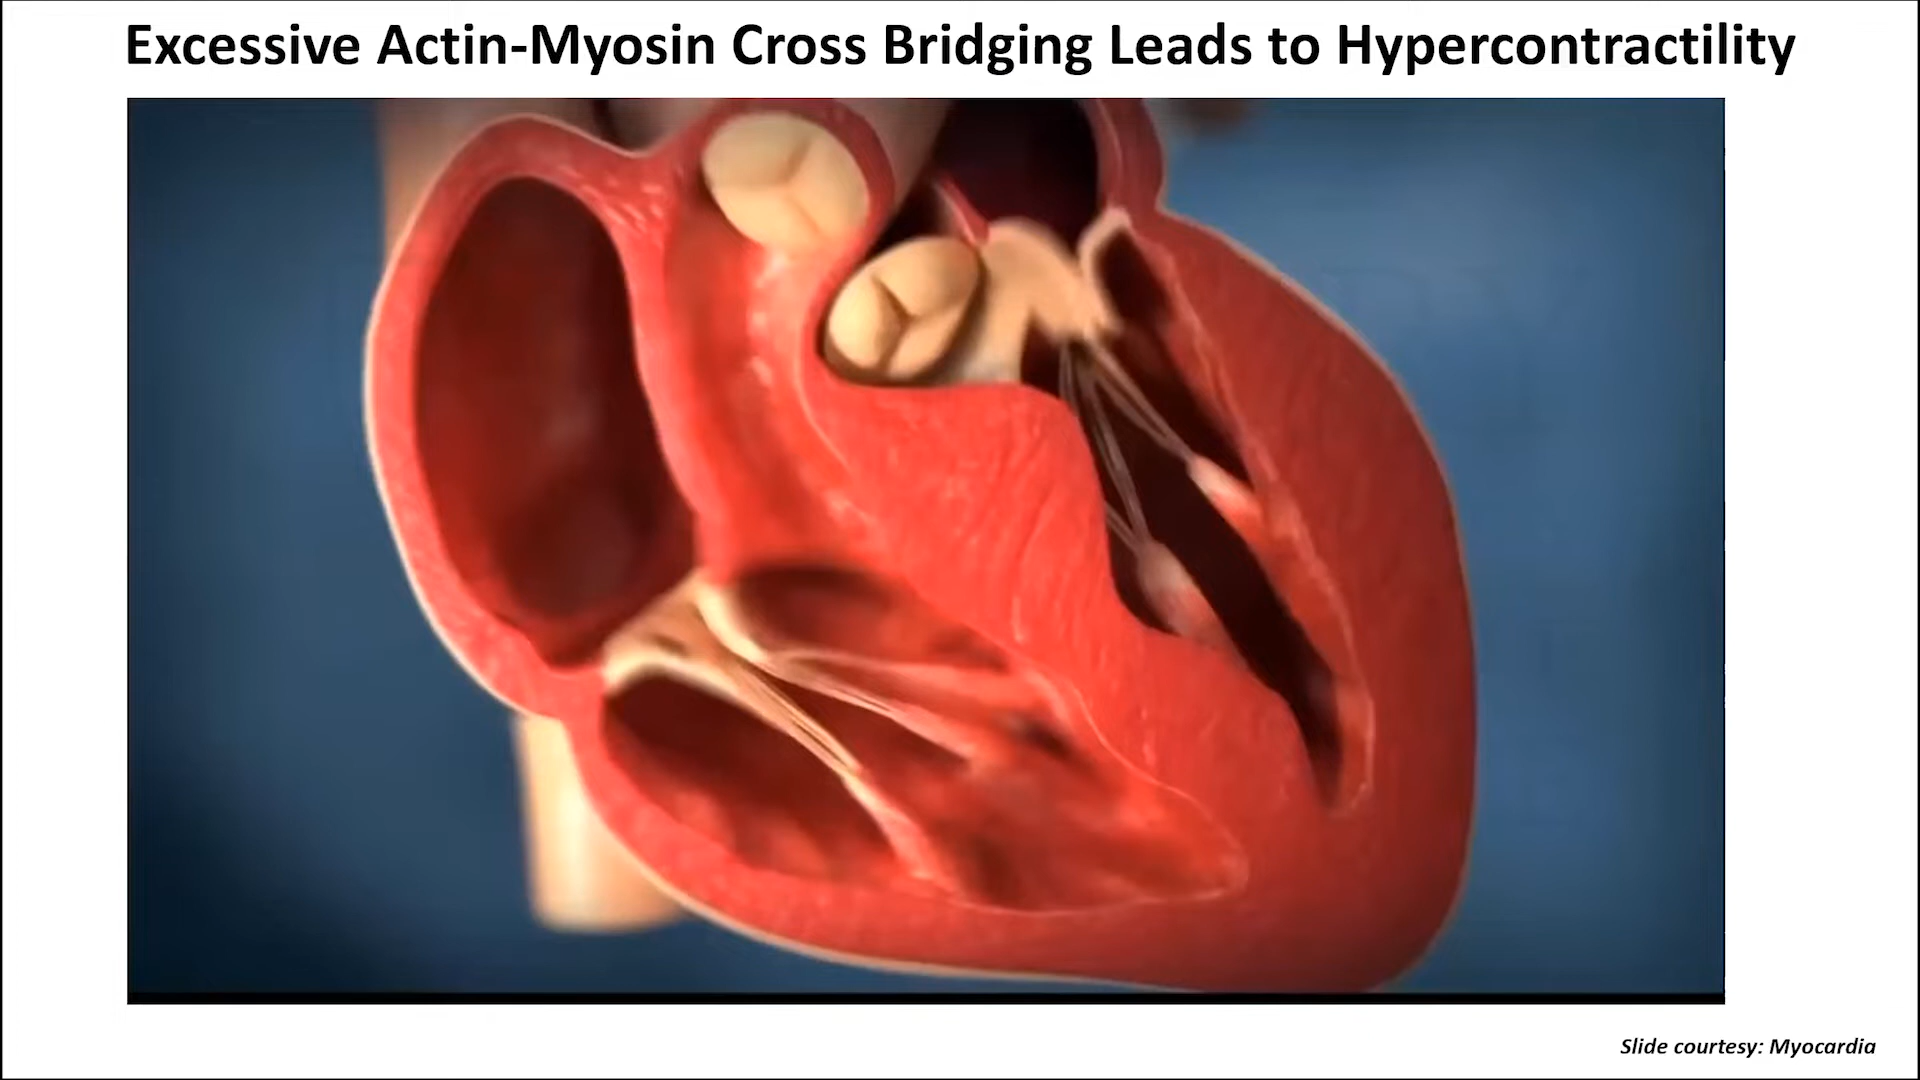 Excessive Actin-Myosin Cross Bridging Leads to Hypercontractility
Slide courtesy: Myocardia